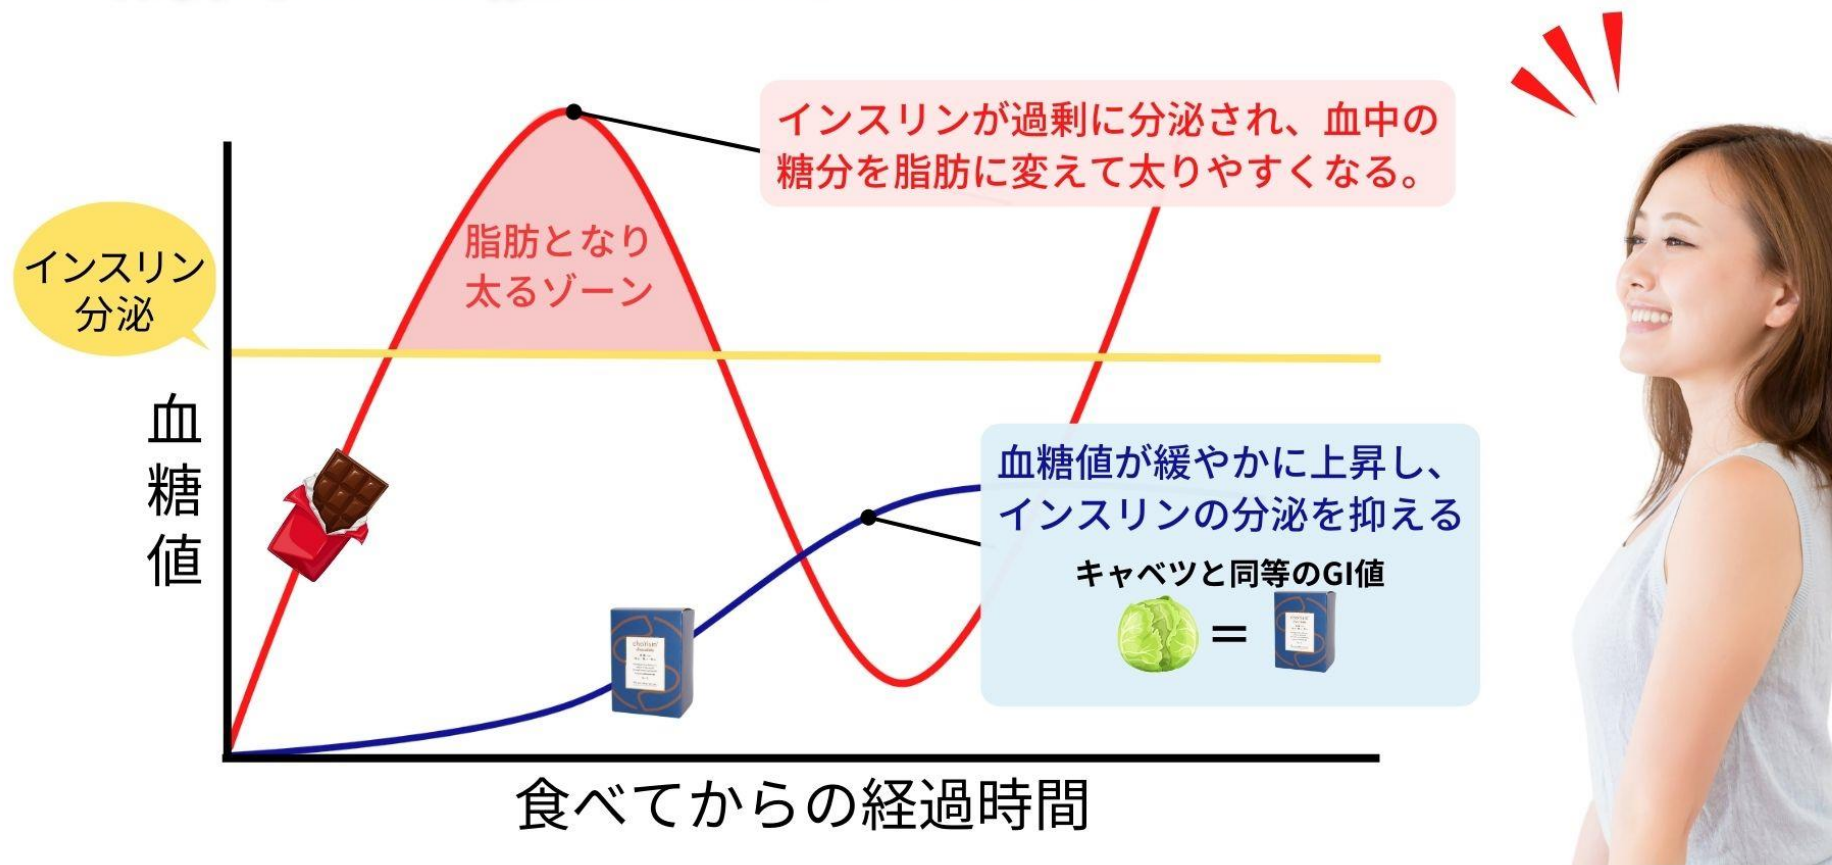 インスリンが過剰に分泌され、血中の
糖分を脂肪に変えて太りやすくなる。
脂肪となり
太るゾーン
インスリン
分泌
血糖値
血糖値が緩やかに上昇し、
インスリンの分泌を抑える
キャベツと同等のGI値
=
食べてからの経過時間